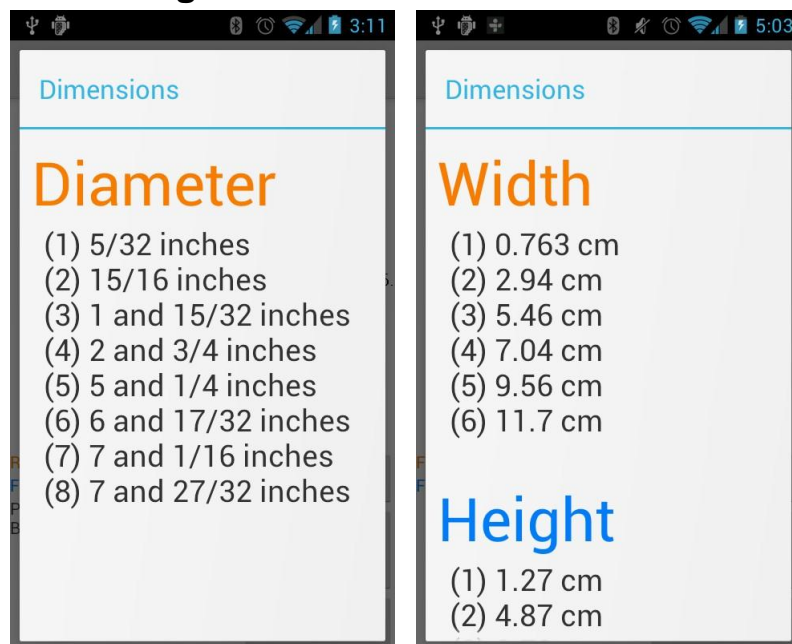 3:11
Dimensions
Diameter
(1) 5/32 inches
(2) 15/16 inches
(3) 1 and 15/32 inches
(4) 2 and 3/4 inches
(5) 5 and 1/4 inches
(6) 6 and 17/32 inches
(7) 7 and 1/16 inches
(8) 7 and 27/32 inches
5:03
Dimensions
Width
(1) 0.763 cm
(2) 2.94 cm
(3) 5.46 cm
(4) 7.04 cm
(5) 9.56 cm
(6) 11.7 cm
Height
(1) 1.27 cm
(2) 4.87 cm